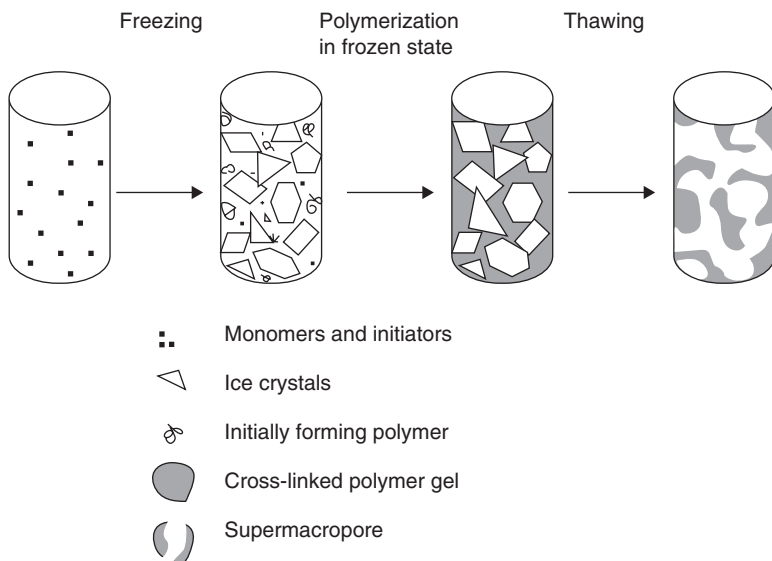 Freezing
Polymerization
in frozen state
Thawing
Monomers and initiators
Ice crystals
Initially forming polymer
Cross-linked polymer gel
Supermacropore